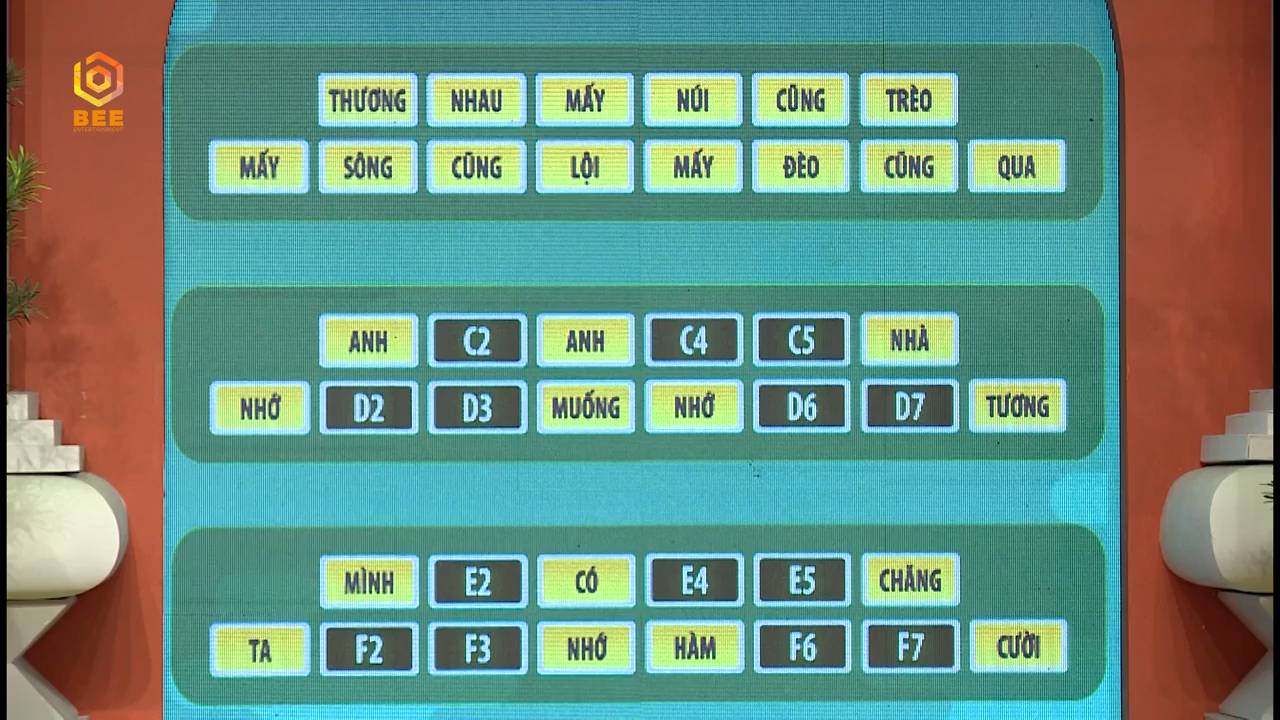 BEE
ENTERTAINMENT
THƯƠNG NHAU MẤY NÚI CŨNG TRÈO
MẤY SÔNG CŨNG LỘI MẤY ĐÈO CŨNG QUA
ANH C2 ANH C4 C5 NHÀ
NHỚ D2 D3 MUỐNG NHỚ D6 D7 TƯƠNG
MÌNH E2 CÓ E4 E5 CHĂNG
TA F2 F3 NHỚ HÀM F6 F7 CƯỜI